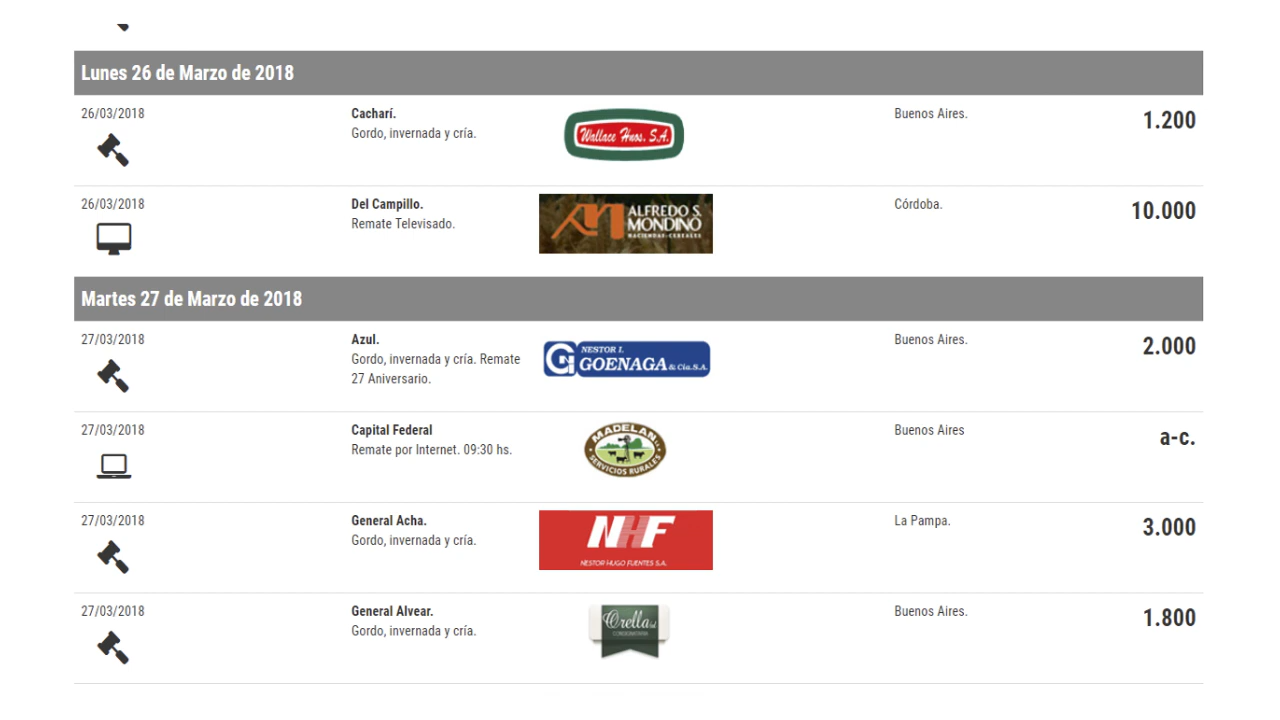 Lunes 26 de Marzo de 2018
26/03/2018
Cacharí.
Gordo, invernada y cría.
Wallace Hnos. S.A.
Buenos Aires.
1.200
26/03/2018
Del Campillo.
Remate Televisado.
ALFREDO S.
MONDINO
HACIENDAS-CEREALES
Córdoba.
10.000
Martes 27 de Marzo de 2018
27/03/2018
Azul.
Gordo, invernada y cría. Remate
27 Aniversario.
NESTOR I.
GOENAGA & Cia. S.A.
Buenos Aires.
2.000
27/03/2018
Capital Federal
Remate por Internet. 09:30 hs.
MADELAN
SERVICIOS RURALES
Buenos Aires
a-c.
27/03/2018
General Acha.
Gordo, invernada y cría.
NHF
NESTOR HUGO FUENTES S.A.
La Pampa.
3.000
27/03/2018
General Alvear.
Gordo, invernada y cría.
Orella
CONSIGNATARIA
Buenos Aires.
1.800